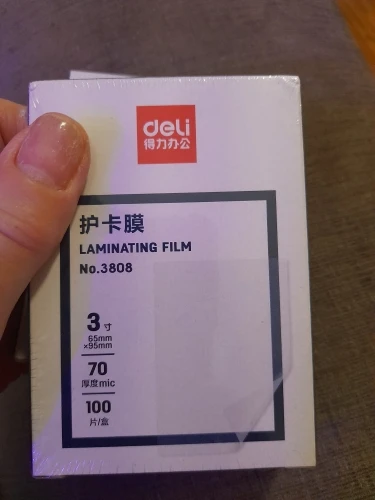 deli
得力办公
护卡膜
LAMINATING FILM
No.3808
3寸
65mm
×95mm
70
厚度mic
100
片/盒